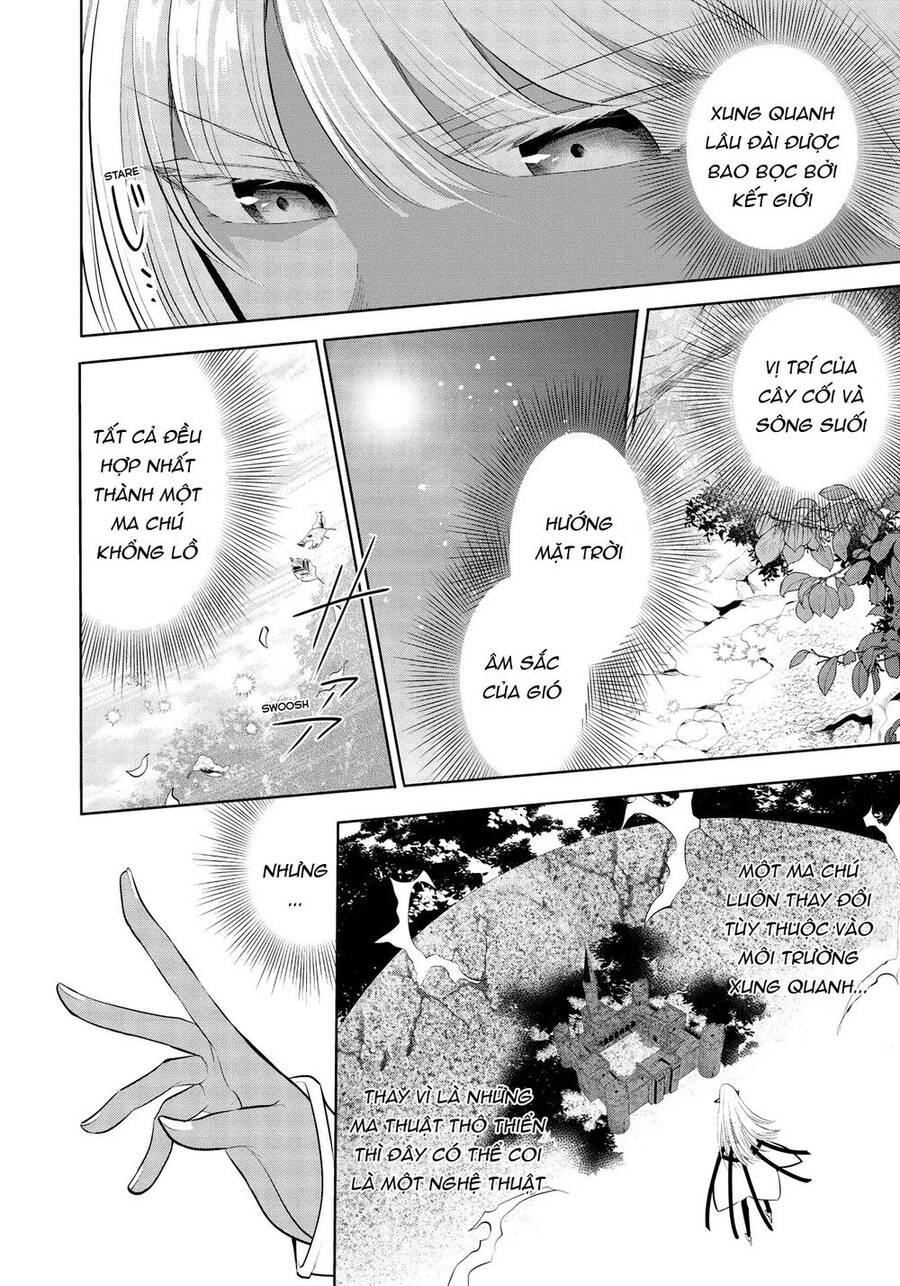 XUNG QUANH
LÂU ĐÀI ĐƯỢC
BAO BỌC BỞI
KẾT GIỚI
STARE
じーっ
VỊ TRÍ CỦA
CÂY CỐI VÀ
SÔNG SUỐI
HƯỚNG
MẶT TRỜI
ÂM SẮC
CỦA GIÓ
TẤT CẢ ĐỀU
HỢP NHẤT
THÀNH MỘT
MA CHÚ
KHỔNG LỒ
SWOOSH
MỘT MA CHÚ
LUÔN THAY ĐỔI
TÙY THUỘC VÀO
MÔI TRƯỜNG
XUNG QUANH...
THAY VÌ LÀ NHỮNG
MA THUẬT THÔ THIỂN
THÌ ĐÂY CÓ THỂ COI
LÀ MỘT NGHỆ THUẬT
NHƯNG
...